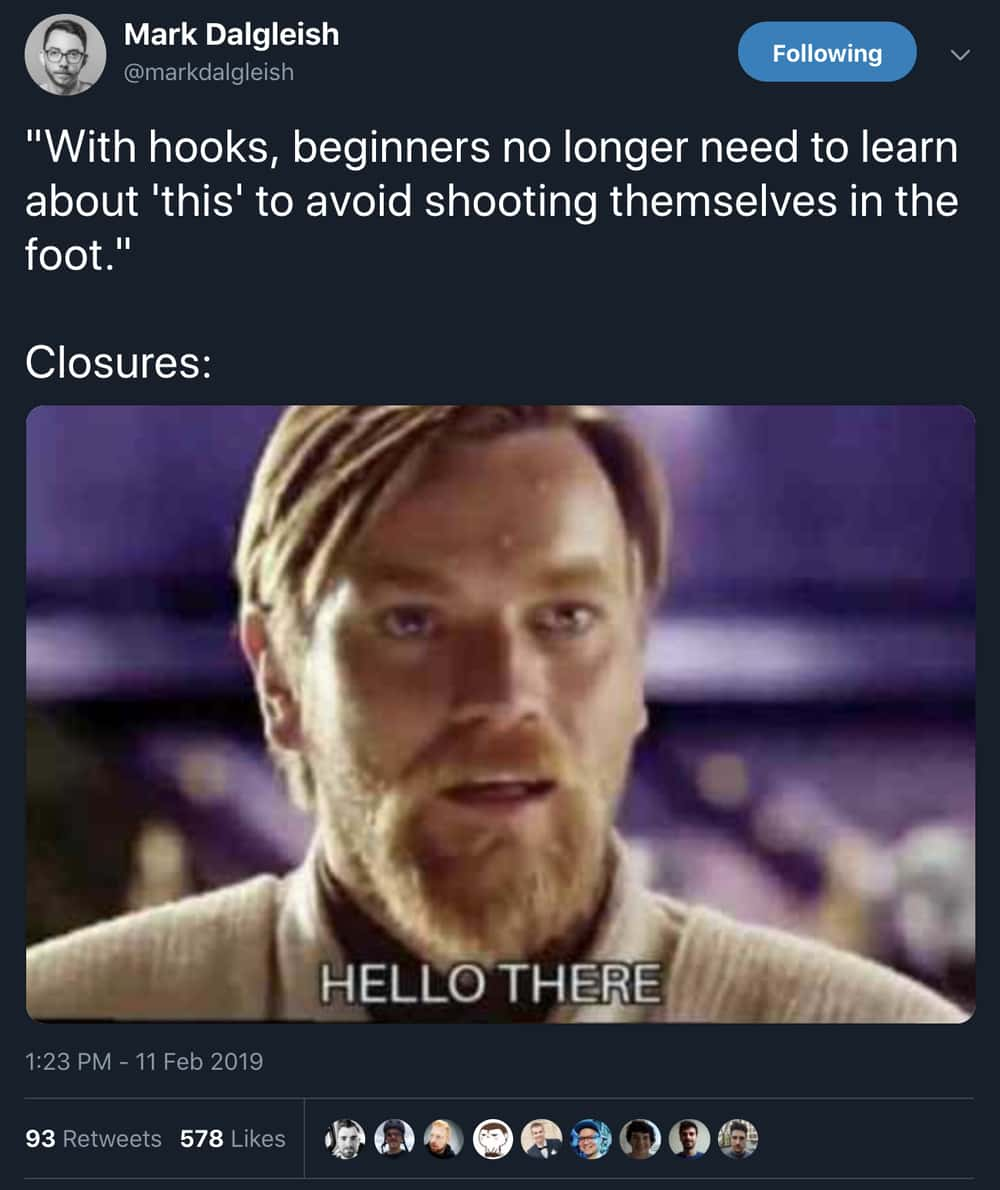 Mark Dalgleish
@markdalgleish
Following
"With hooks, beginners no longer need to learn
about 'this' to avoid shooting themselves in the
foot."
Closures:
HELLO THERE
1:23 PM - 11 Feb 2019
93 Retweets 578 Likes